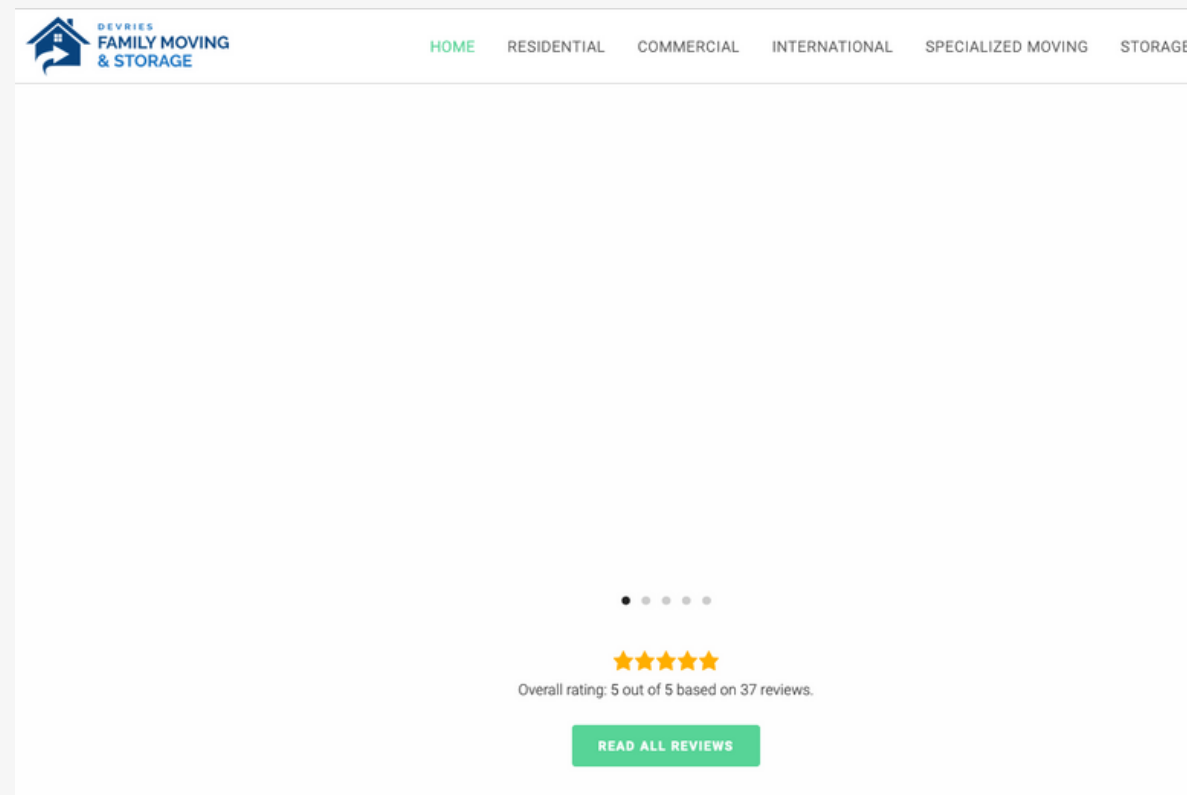 DEVRIES
FAMILY MOVING
& STORAGE
HOME RESIDENTIAL COMMERCIAL INTERNATIONAL SPECIALIZED MOVING STORAGE
Overall rating: 5 out of 5 based on 37 reviews.
READ ALL REVIEWS